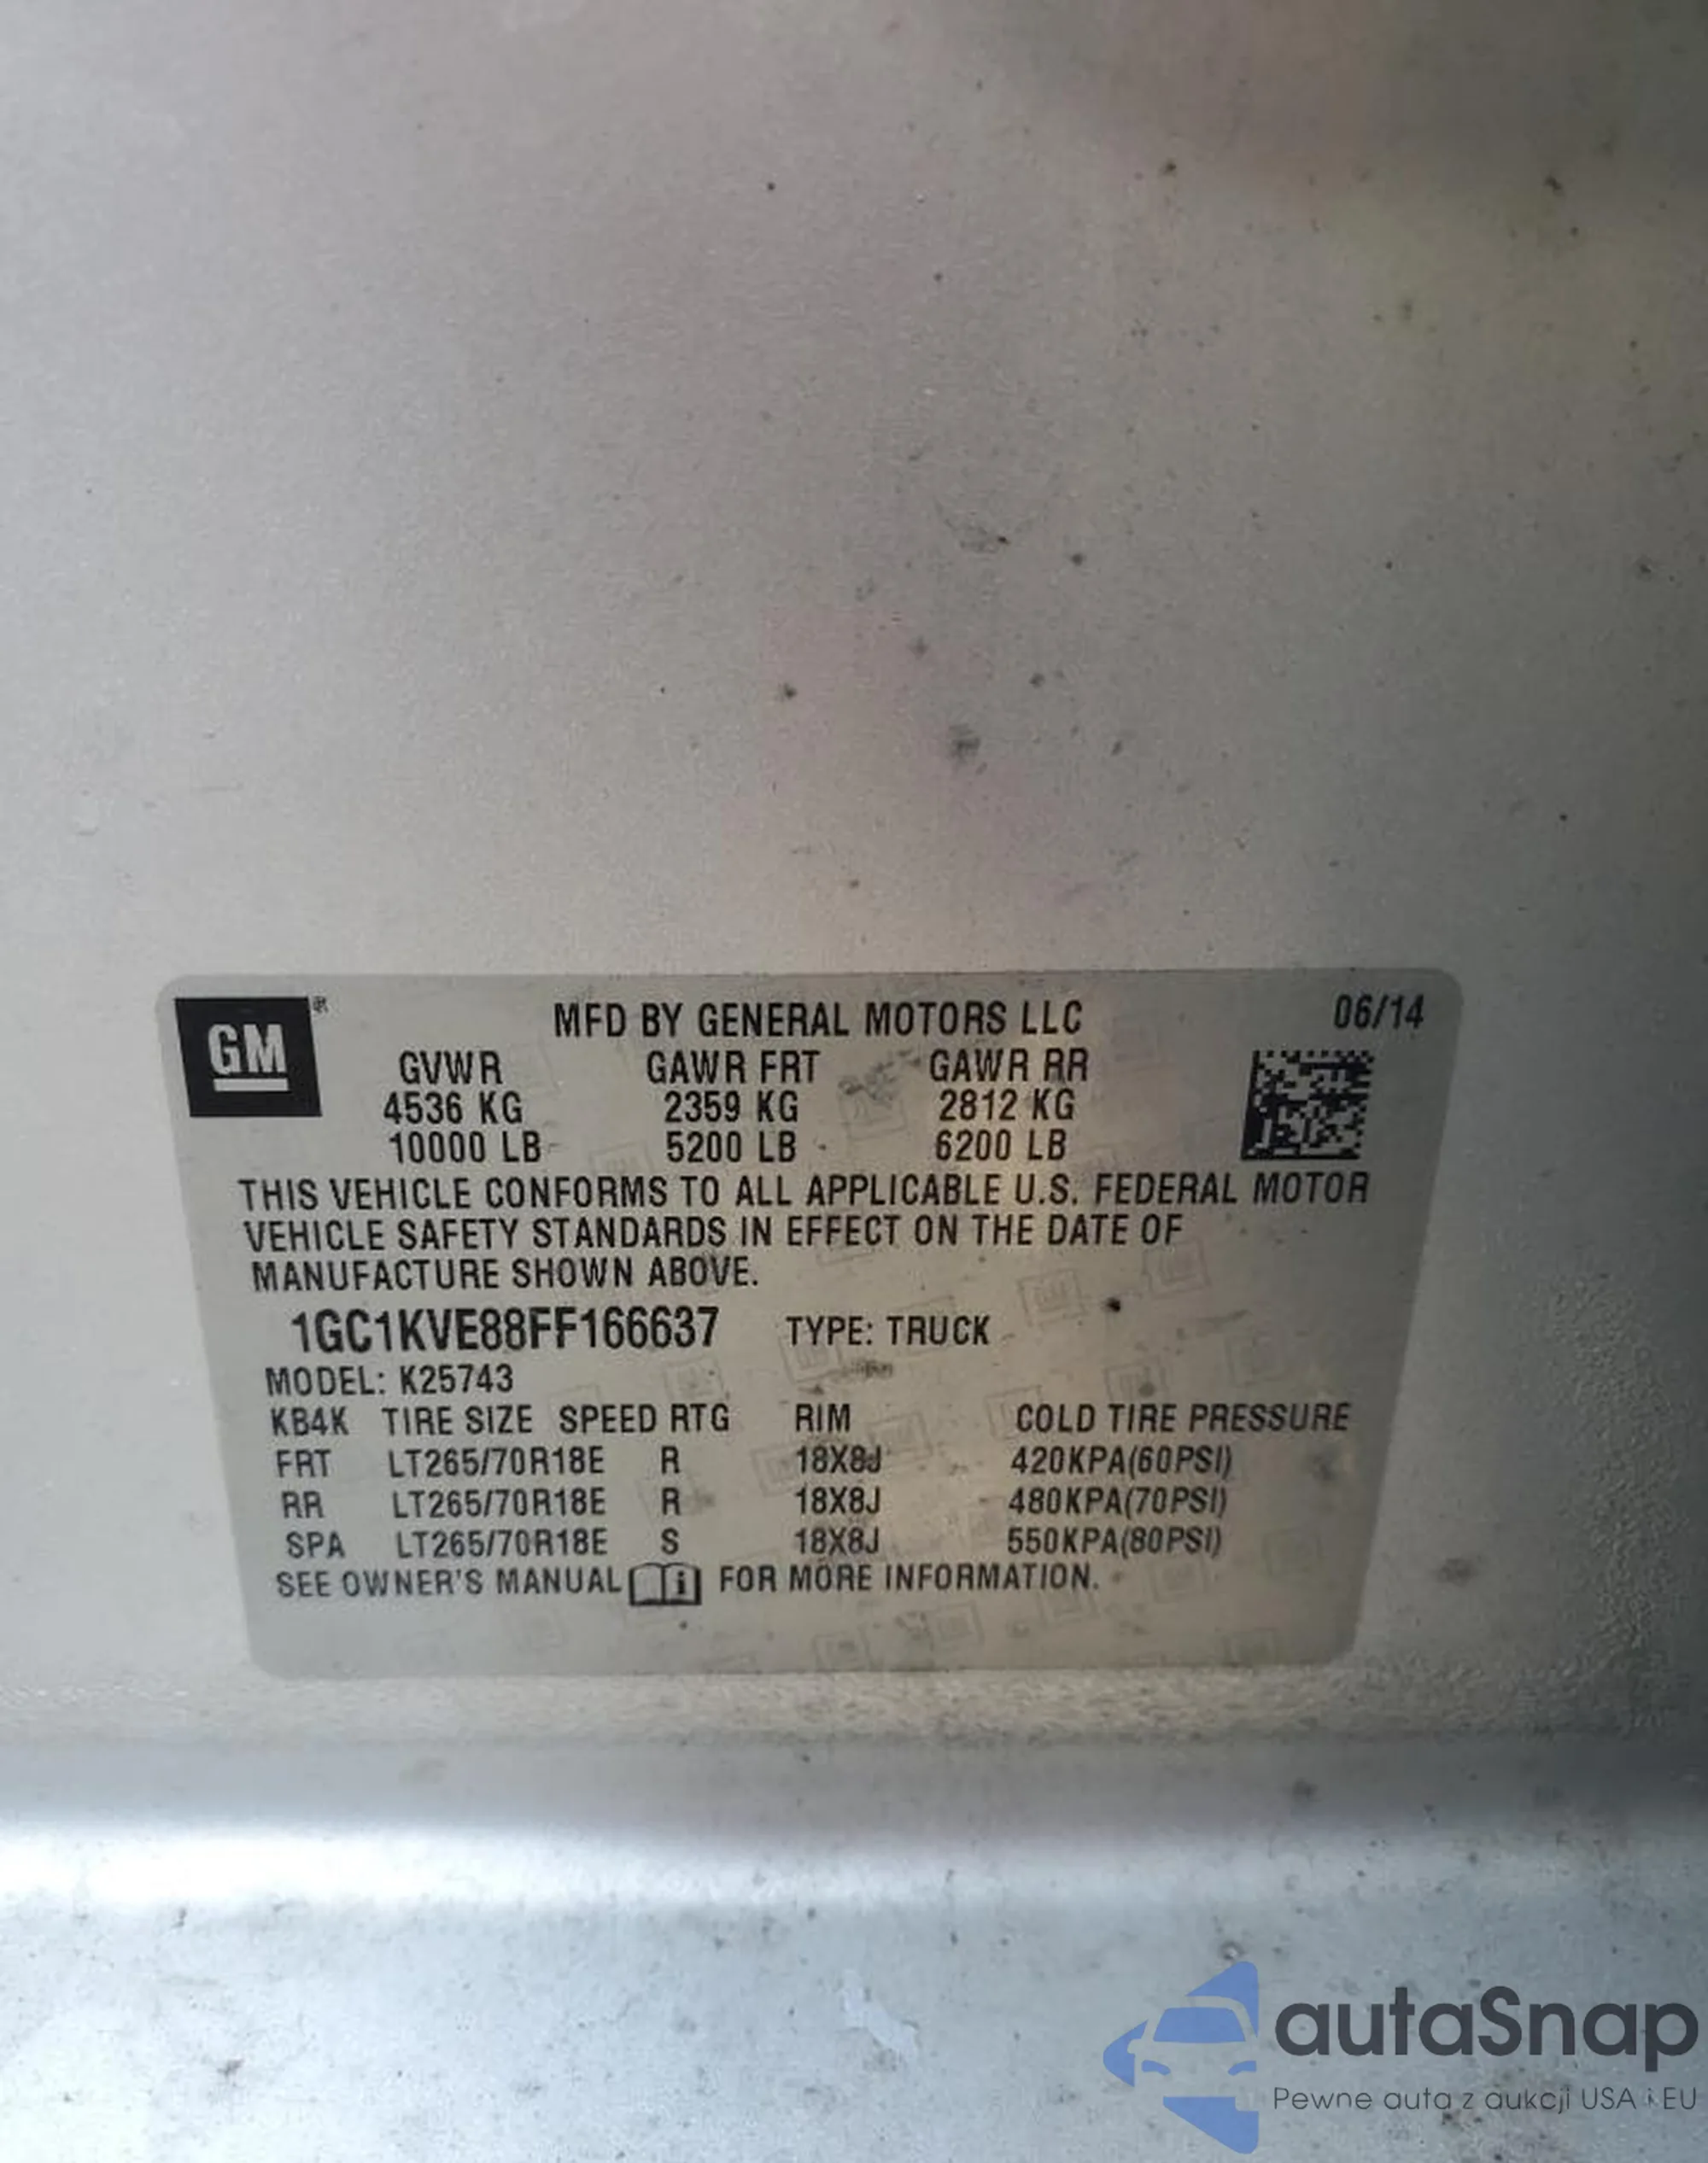 GM®
MFD BY GENERAL MOTORS LLC 06/14
GVWR GAWR FRT GAWR RR
4536 KG 2359 KG 2812 KG
10000 LB 5200 LB 6200 LB
THIS VEHICLE CONFORMS TO ALL APPLICABLE U.S. FEDERAL MOTOR
VEHICLE SAFETY STANDARDS IN EFFECT ON THE DATE OF
MANUFACTURE SHOWN ABOVE.
1GC1KVE88FF166637 TYPE: TRUCK
MODEL: K25743
KB4K TIRE SIZE SPEED RTG RIM COLD TIRE PRESSURE
FRT LT265/70R18E R 18X8J 420KPA(60PSI)
RR LT265/70R18E R 18X8J 480KPA(70PSI)
SPA LT265/70R18E S 18X8J 550KPA(80PSI)
SEE OWNER'S MANUAL i FOR MORE INFORMATION.
autaSnap
Pewne auta z aukcji USA i EU